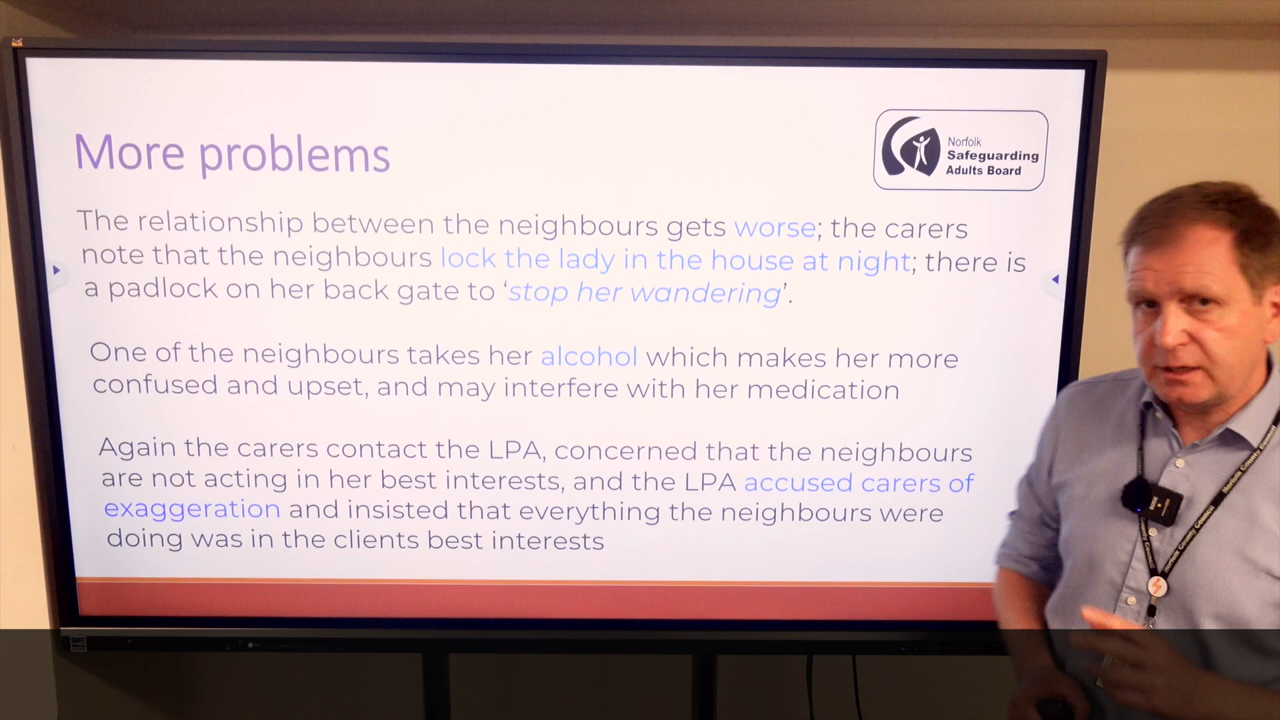 More problems
Norfolk
Safeguarding
Adults Board
The relationship between the neighbours gets worse; the carers
note that the neighbours lock the lady in the house at night; there is
a padlock on her back gate to ‘stop her wandering’.
One of the neighbours takes her alcohol which makes her more
confused and upset, and may interfere with her medication
Again the carers contact the LPA, concerned that the neighbours
are not acting in her best interests, and the LPA accused carers of
exaggeration and insisted that everything the neighbours were
doing was in the clients best interests
Norfolk County Council